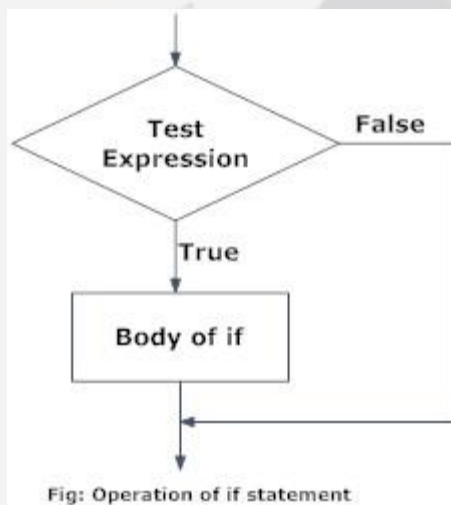 Test
Expression
False
True
Body of if
Fig: Operation of if statement